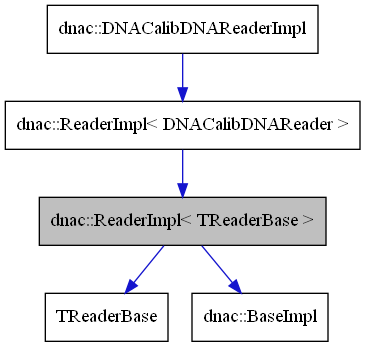 dnac::DNACalibDNAReaderImpl
dnac::ReaderImpl< DNACalibDNAReader >
dnac::ReaderImpl< TReaderBase >
TReaderBase
dnac::BaseImpl